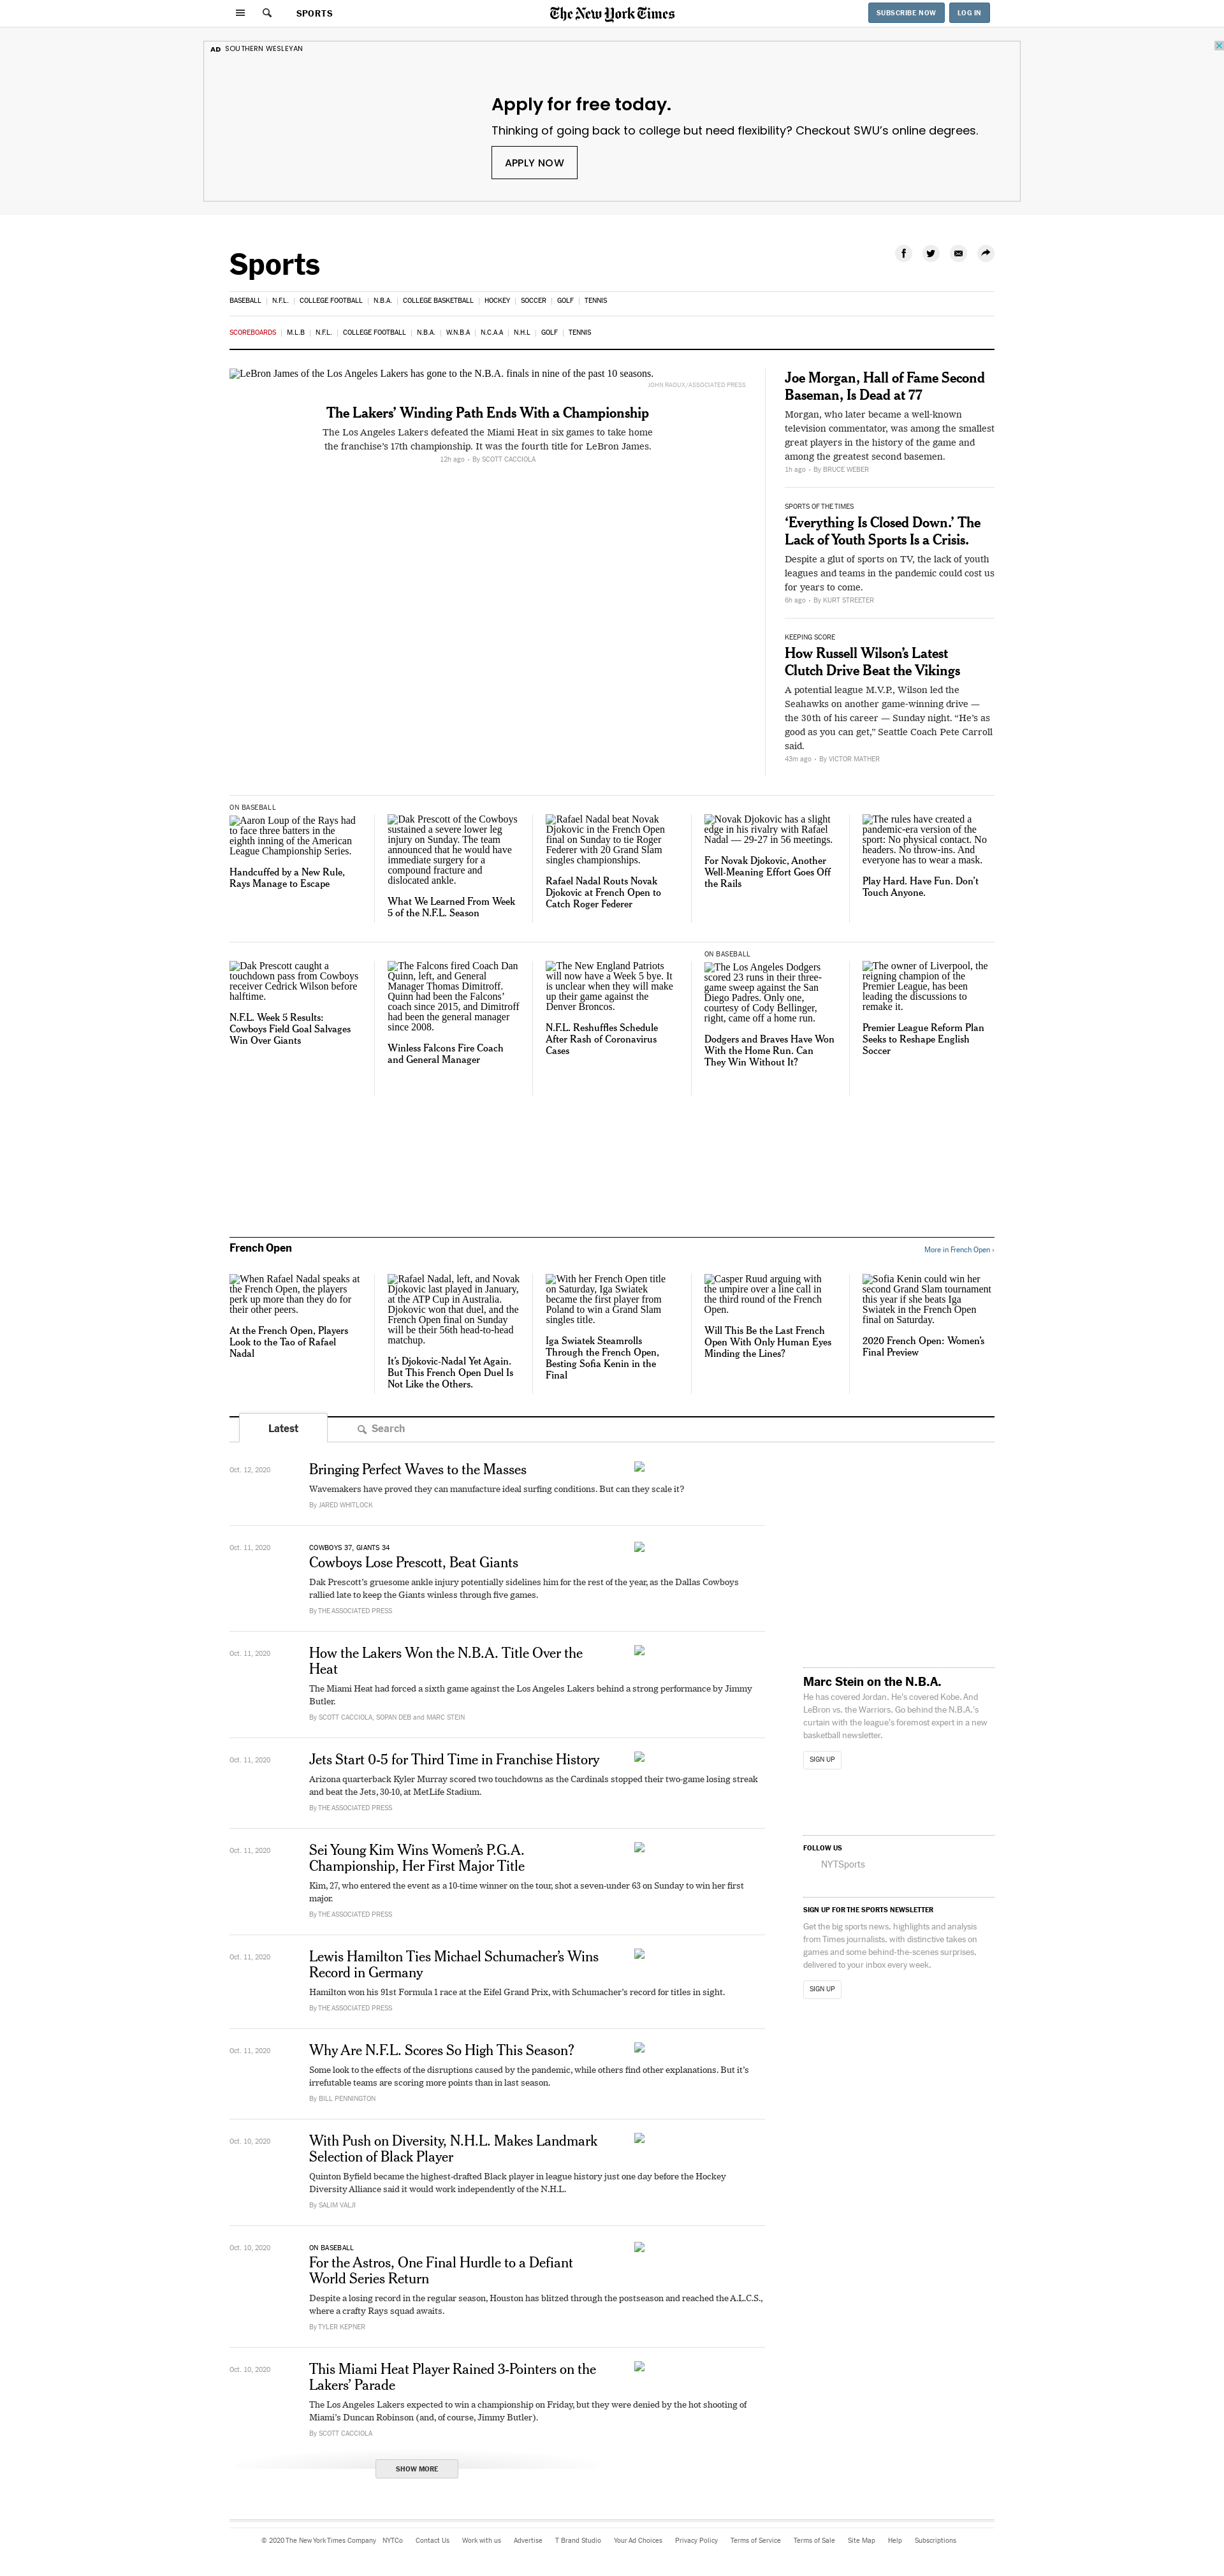 SPORTS
The New York Times
SUBSCRIBE NOW
LOG IN
AD SOUTHERN WESLEYAN
Apply for free today.
Thinking of going back to college but need flexibility? Checkout SWU's online degrees.
APPLY NOW
Sports
BASEBALL | N.F.L. | COLLEGE FOOTBALL | N.B.A. | COLLEGE BASKETBALL | HOCKEY | SOCCER | GOLF | TENNIS
SCOREBOARDS | M.L.B | N.F.L. | COLLEGE FOOTBALL | N.B.A. | W.N.B.A | N.C.A.A | N.H.L | GOLF | TENNIS
LeBron James of the Los Angeles Lakers has gone to the N.B.A. finals in nine of the past 10 seasons.
JOHN RAOUX/ASSOCIATED PRESS
The Lakers’ Winding Path Ends With a Championship
The Los Angeles Lakers defeated the Miami Heat in six games to take home
the franchise’s 17th championship. It was the fourth title for LeBron James.
12h ago • By SCOTT CACCIOLA
Joe Morgan, Hall of Fame Second
Baseman, Is Dead at 77
Morgan, who later became a well-known
television commentator, was among the smallest
great players in the history of the game and
among the greatest second basemen.
1h ago • By BRUCE WEBER
SPORTS OF THE TIMES
‘Everything Is Closed Down.’ The
Lack of Youth Sports Is a Crisis.
Despite a glut of sports on TV, the lack of youth
leagues and teams in the pandemic could cost us
for years to come.
6h ago • By KURT STREETER
KEEPING SCORE
How Russell Wilson’s Latest
Clutch Drive Beat the Vikings
A potential league M.V.P., Wilson led the
Seahawks on another game-winning drive —
the 30th of his career — Sunday night. “He’s as
good as you can get,” Seattle Coach Pete Carroll
said.
43m ago • By VICTOR MATHER
ON BASEBALL
Aaron Loup of the Rays had
to face three batters in the
eighth inning of the American
League Championship Series.
Handcuffed by a New Rule,
Rays Manage to Escape
Dak Prescott of the Cowboys
sustained a severe lower leg
injury on Sunday. The team
announced that he would have
immediate surgery for a
compound fracture and
dislocated ankle.
What We Learned From Week
5 of the N.F.L. Season
Rafael Nadal beat Novak
Djokovic in the French Open
final on Sunday to tie Roger
Federer with 20 Grand Slam
singles championships.
Rafael Nadal Routs Novak
Djokovic at French Open to
Catch Roger Federer
Novak Djokovic has a slight
edge in his rivalry with Rafael
Nadal — 29-27 in 56 meetings.
For Novak Djokovic, Another
Well-Meaning Effort Goes Off
the Rails
The rules have created a
pandemic-era version of the
sport: No physical contact. No
headers. No throw-ins. And
everyone has to wear a mask.
Play Hard. Have Fun. Don’t
Touch Anyone.
Dak Prescott caught a
touchdown pass from Cowboys
receiver Cedrick Wilson before
halftime.
N.F.L. Week 5 Results:
Cowboys Field Goal Salvages
Win Over Giants
The Falcons fired Coach Dan
Quinn, left, and General
Manager Thomas Dimitroff.
Quinn had been the Falcons’
coach since 2015, and Dimitroff
had been the general manager
since 2008.
Winless Falcons Fire Coach
and General Manager
The New England Patriots
will now have a Week 5 bye. It
is unclear when they will make
up their game against the
Denver Broncos.
N.F.L. Reshuffles Schedule
After Rash of Coronavirus
Cases
ON BASEBALL
The Los Angeles Dodgers
scored 23 runs in their three-
game sweep against the San
Diego Padres. Only one,
courtesy of Cody Bellinger,
right, came off a home run.
Dodgers and Braves Have Won
With the Home Run. Can
They Win Without It?
The owner of Liverpool, the
reigning champion of the
Premier League, has been
leading the discussions to
remake it.
Premier League Reform Plan
Seeks to Reshape English
Soccer
French Open
More in French Open ›
When Rafael Nadal speaks at
the French Open, the players
perk up more than they do for
their other peers.
At the French Open, Players
Look to the Tao of Rafael
Nadal
Rafael Nadal, left, and Novak
Djokovic last played in January,
at the ATP Cup in Australia.
Djokovic won that duel, and the
French Open final on Sunday
will be their 56th head-to-head
matchup.
It’s Djokovic-Nadal Yet Again.
But This French Open Duel Is
Not Like the Others.
With her French Open title
on Saturday, Iga Swiatek
became the first player from
Poland to win a Grand Slam
singles title.
Iga Swiatek Steamrolls
Through the French Open,
Besting Sofia Kenin in the
Final
Casper Ruud arguing with
the umpire over a line call in
the third round of the French
Open.
Will This Be the Last French
Open With Only Human Eyes
Minding the Lines?
Sofia Kenin could win her
second Grand Slam tournament
this year if she beats Iga
Swiatek in the French Open
final on Saturday.
2020 French Open: Women’s
Final Preview
Latest
Search
Oct. 12, 2020
Bringing Perfect Waves to the Masses
Wavemakers have proved they can manufacture ideal surfing conditions. But can they scale it?
By JARED WHITLOCK
Oct. 11, 2020
COWBOYS 37, GIANTS 34
Cowboys Lose Prescott, Beat Giants
Dak Prescott’s gruesome ankle injury potentially sidelines him for the rest of the year, as the Dallas Cowboys
rallied late to keep the Giants winless through five games.
By THE ASSOCIATED PRESS
Oct. 11, 2020
How the Lakers Won the N.B.A. Title Over the
Heat
The Miami Heat had forced a sixth game against the Los Angeles Lakers behind a strong performance by Jimmy
Butler.
By SCOTT CACCIOLA, SOPAN DEB and MARC STEIN
Oct. 11, 2020
Jets Start 0-5 for Third Time in Franchise History
Arizona quarterback Kyler Murray scored two touchdowns as the Cardinals stopped their two-game losing streak
and beat the Jets, 30-10, at MetLife Stadium.
By THE ASSOCIATED PRESS
Oct. 11, 2020
Sei Young Kim Wins Women’s P.G.A.
Championship, Her First Major Title
Kim, 27, who entered the event as a 10-time winner on the tour, shot a seven-under 63 on Sunday to win her first
major.
By THE ASSOCIATED PRESS
Oct. 11, 2020
Lewis Hamilton Ties Michael Schumacher’s Wins
Record in Germany
Hamilton won his 91st Formula 1 race at the Eifel Grand Prix, with Schumacher’s record for titles in sight.
By THE ASSOCIATED PRESS
Oct. 11, 2020
Why Are N.F.L. Scores So High This Season?
Some look to the effects of the disruptions caused by the pandemic, while others find other explanations. But it’s
irrefutable teams are scoring more points than in last season.
By BILL PENNINGTON
Oct. 10, 2020
With Push on Diversity, N.H.L. Makes Landmark
Selection of Black Player
Quinton Byfield became the highest-drafted Black player in league history just one day before the Hockey
Diversity Alliance said it would work independently of the N.H.L.
By SALIM VALJI
Oct. 10, 2020
ON BASEBALL
For the Astros, One Final Hurdle to a Defiant
World Series Return
Despite a losing record in the regular season, Houston has blitzed through the postseason and reached the A.L.C.S.,
where a crafty Rays squad awaits.
By TYLER KEPNER
Oct. 10, 2020
This Miami Heat Player Rained 3-Pointers on the
Lakers’ Parade
The Los Angeles Lakers expected to win a championship on Friday, but they were denied by the hot shooting of
Miami’s Duncan Robinson (and, of course, Jimmy Butler).
By SCOTT CACCIOLA
SHOW MORE
Marc Stein on the N.B.A.
He has covered Jordan. He’s covered Kobe. And
LeBron vs. the Warriors. Go behind the N.B.A.’s
curtain with the league’s foremost expert in a new
basketball newsletter.
SIGN UP
FOLLOW US
NYTSports
SIGN UP FOR THE SPORTS NEWSLETTER
Get the big sports news, highlights and analysis
from Times journalists, with distinctive takes on
games and some behind-the-scenes surprises,
delivered to your inbox every week.
SIGN UP
© 2020 The New York Times Company NYTCo Contact Us Work with us Advertise T Brand Studio Your Ad Choices Privacy Policy Terms of Service Terms of Sale Site Map Help Subscriptions